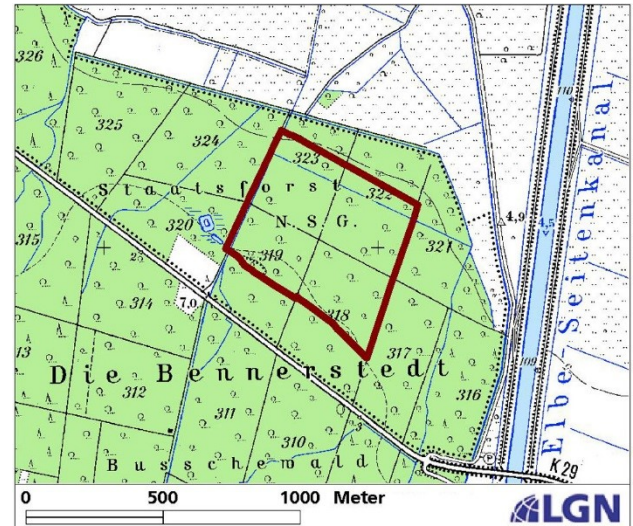 326
325
324
323
322
110
Staatsforst
N. S. G.
320
321
4,9
4,5
315
319
314
7,0
318
317
13
Die Bennerstedt
109
312
316
311
310
Busschewald
K 29
Elbe-Seitenkanal
0 500 1000 Meter
LGN